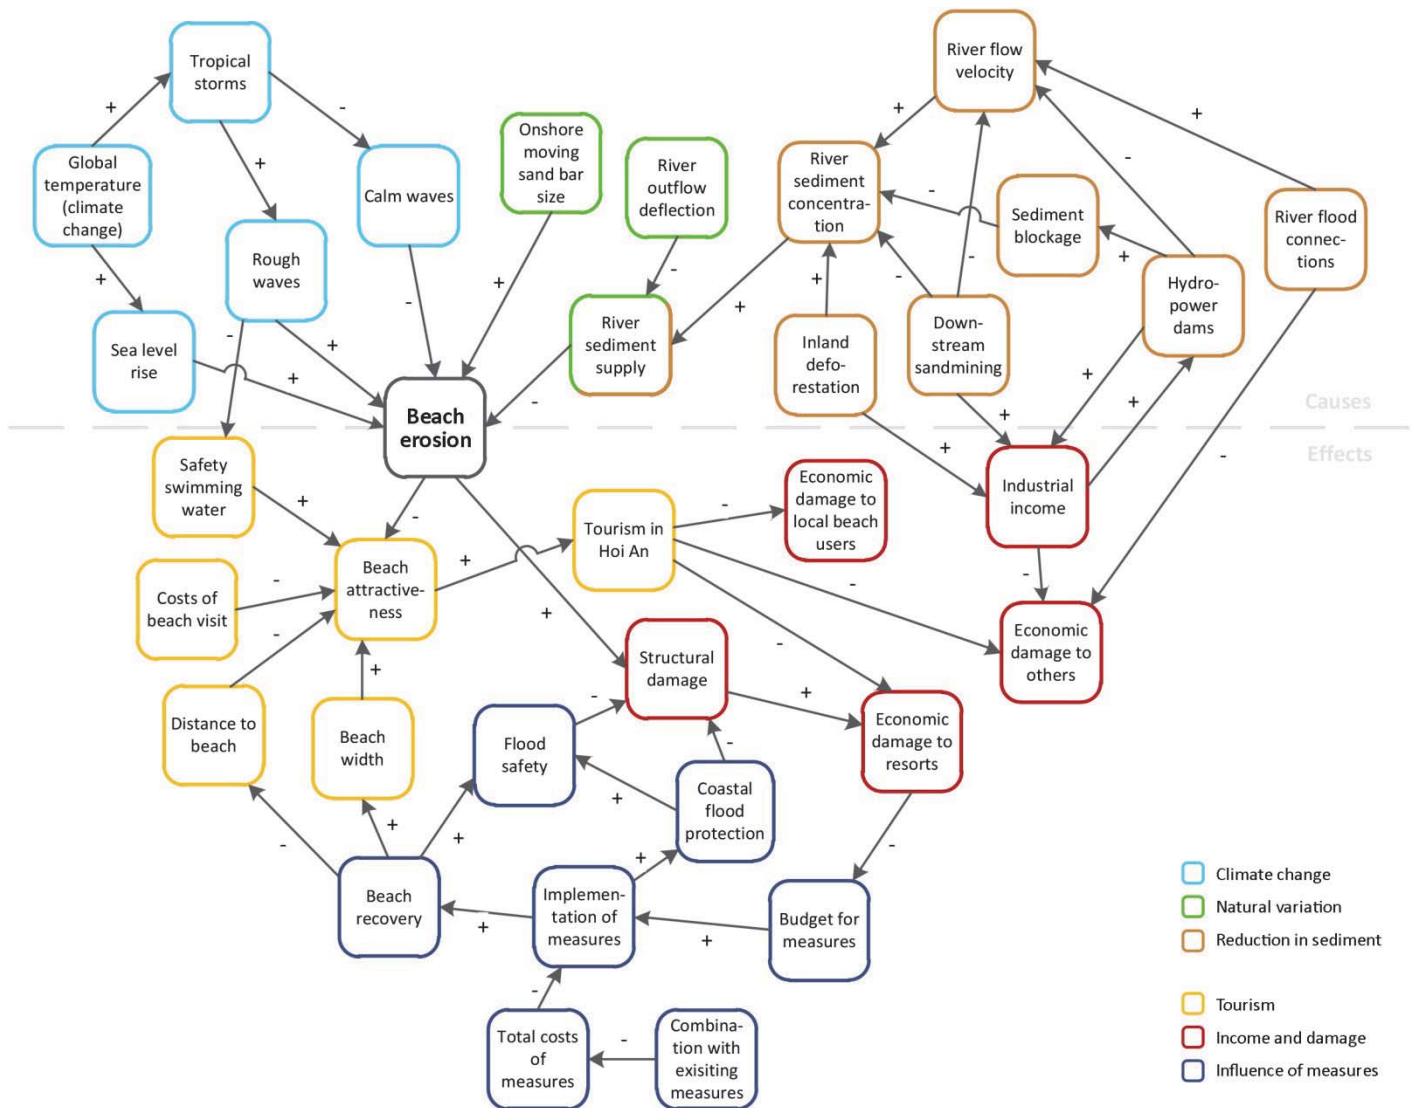 Tropical
storms
River flow
velocity
+
-
+
+
Global
temperature
(climate
change)
+
Calm waves
Onshore
moving
sand bar
size
River
outflow
deflection
River
sediment
concentra-
tion
-
-
Sediment
blockage
River flood
connec-
tions
+
Rough
waves
+
-
+
-
+
-
-
+
Hydro-
power
dams
Sea level
rise
-
+
+
River
sediment
supply
+
Inland
defo-
restation
Down-
stream
sandmining
+
+
-
Beach
erosion
+
+
Causes
Effects
-
Safety
swimming
water
+
-
Tourism in
Hoi An
-
Economic
damage to
local beach
users
Industrial
income
Costs of
beach visit
-
-
Beach
attractive-
ness
+
+
-
-
-
Economic
damage to
others
+
Structural
damage
+
Distance to
beach
Beach
width
-
Flood
safety
-
Economic
damage to
resorts
+
Coastal
flood
protection
-
+
+
+
-
Beach
recovery
+
Implemen-
tation of
measures
+
Budget for
measures
-
Total costs
of
measures
-
Combina-
tion with
exisiting
measures
Climate change
Natural variation
Reduction in sediment
Tourism
Income and damage
Influence of measures